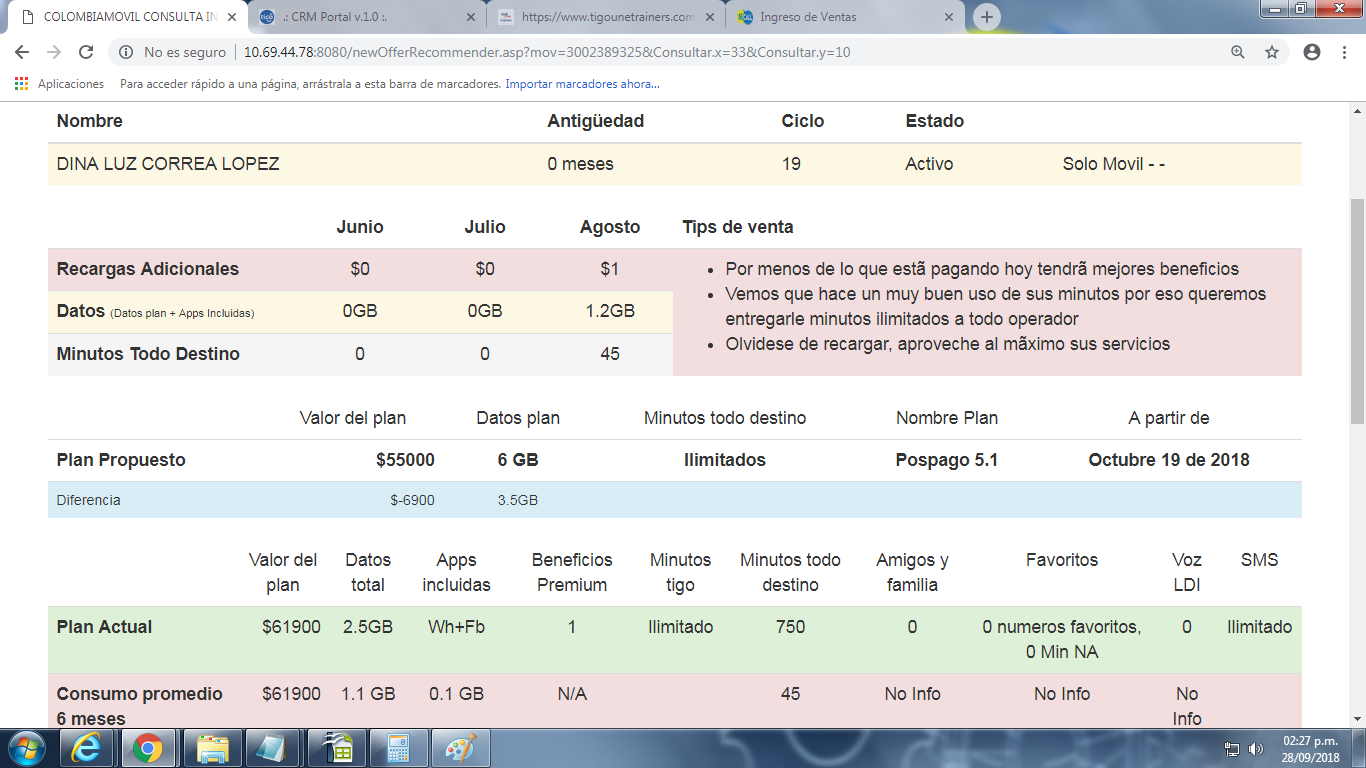 COLOMBIAMOVIL CONSULTA IN
.: CRM Portal v.1.0 :.
https://www.tigounetrainers.com
Ingreso de Ventas
No es seguro 10.69.44.78:8080/newOfferRecommender.asp?mov=3002389325&Consultar.x=33&Consultar.y=10
Aplicaciones Para acceder rápido a una página, arrástrala a esta barra de marcadores. Importar marcadores ahora...
Nombre Antigüedad Ciclo Estado
DINA LUZ CORREA LOPEZ 0 meses 19 Activo Solo Movil - -
Junio Julio Agosto Tips de venta
Recargas Adicionales $0 $0 $1
Datos (Datos plan + Apps Incluidas) 0GB 0GB 1.2GB
Minutos Todo Destino 0 0 45
• Por menos de lo que estã pagando hoy tendrã mejores beneficios
• Vemos que hace un muy buen uso de sus minutos por eso queremos
entregarle minutos ilimitados a todo operador
• Olvidese de recargar, aproveche al mãximo sus servicios
Valor del plan Datos plan Minutos todo destino Nombre Plan A partir de
Plan Propuesto $55000 6 GB Ilimitados Pospago 5.1 Octubre 19 de 2018
Diferencia $-6900 3.5GB
Valor del Datos Apps Beneficios Minutos Minutos todo Amigos y Favoritos Voz SMS
plan total incluidas Premium tigo destino familia LDI
Plan Actual $61900 2.5GB Wh+Fb 1 Ilimitado 750 0 0 numeros favoritos, 0 Ilimitado
0 Min NA
Consumo promedio $61900 1.1 GB 0.1 GB N/A 45 No Info No Info No
6 meses Info
02:27 p.m.
28/09/2018